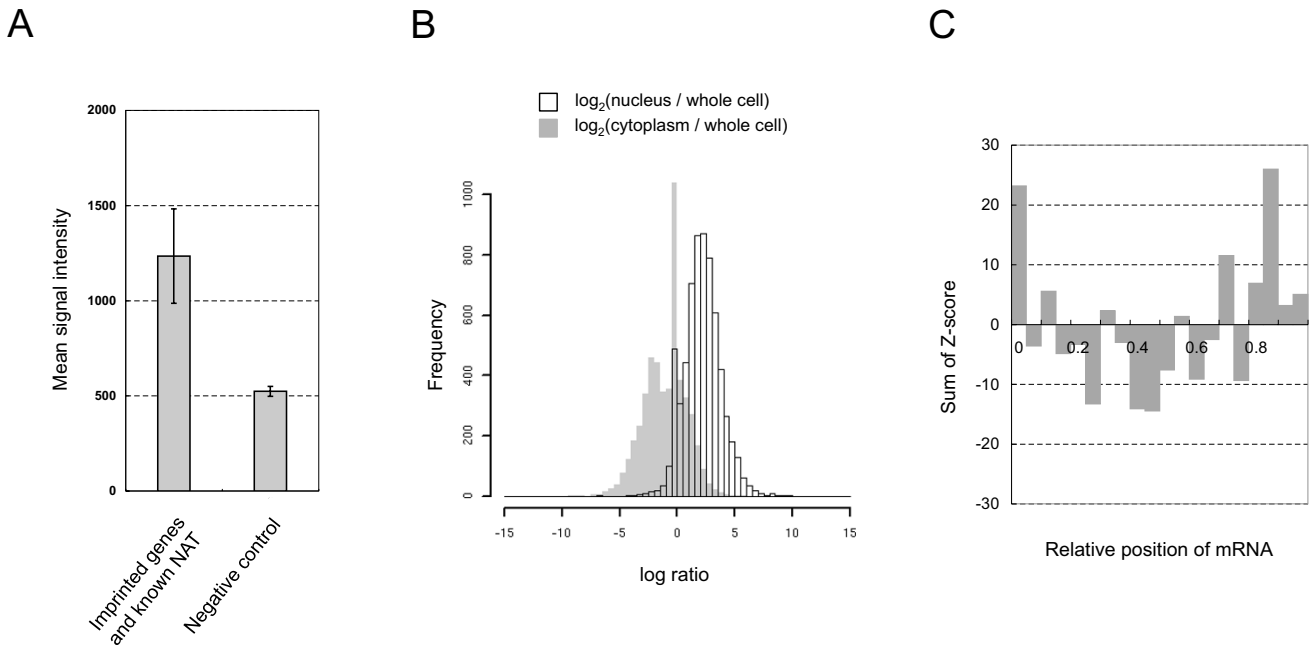 A
B
C
2000
1500
1000
500
0
Mean signal intensity
Imprinted genes
and known NAT
Negative control
log2(nucleus / whole cell)
log2(cytoplasm / whole cell)
1000
800
600
400
200
0
Frequency
-15
-10
-5
0
5
10
15
log ratio
30
20
10
0
-10
-20
-30
Sum of Z-score
0
0.2
0.4
0.6
0.8
Relative position of mRNA